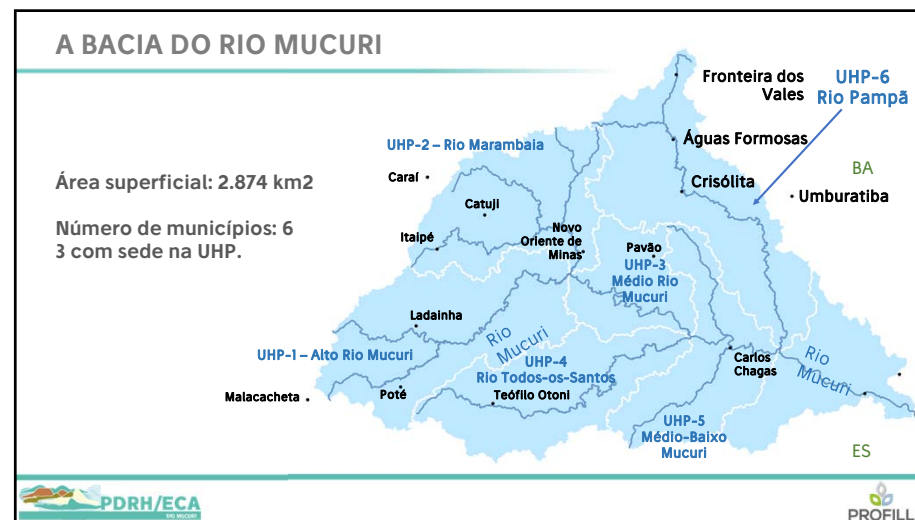 A BACIA DO RIO MUCURI
Fronteira dos
Vales
UHP-6
Rio Pampã
Águas Formosas
UHP-2 – Rio Marambaia
BA
Caraí
Crisólita
Área superficial: 2.874 km2
Umburatiba
Catuji
Número de municípios: 6
3 com sede na UHP.
Novo
Oriente de
Minas
Itaipé
Pavão
UHP-3
Médio Rio
Mucuri
Ladainha
Rio
Mucuri
UHP-1 – Alto Rio Mucuri
UHP-4
Rio Todos-os-Santos
Carlos
Chagas
Rio
Mucuri
Malacacheta
Poté
Teófilo Otoni
UHP-5
Médio-Baixo
Mucuri
ES
PDRH/ECA
RIO MUCURI
PROFILL